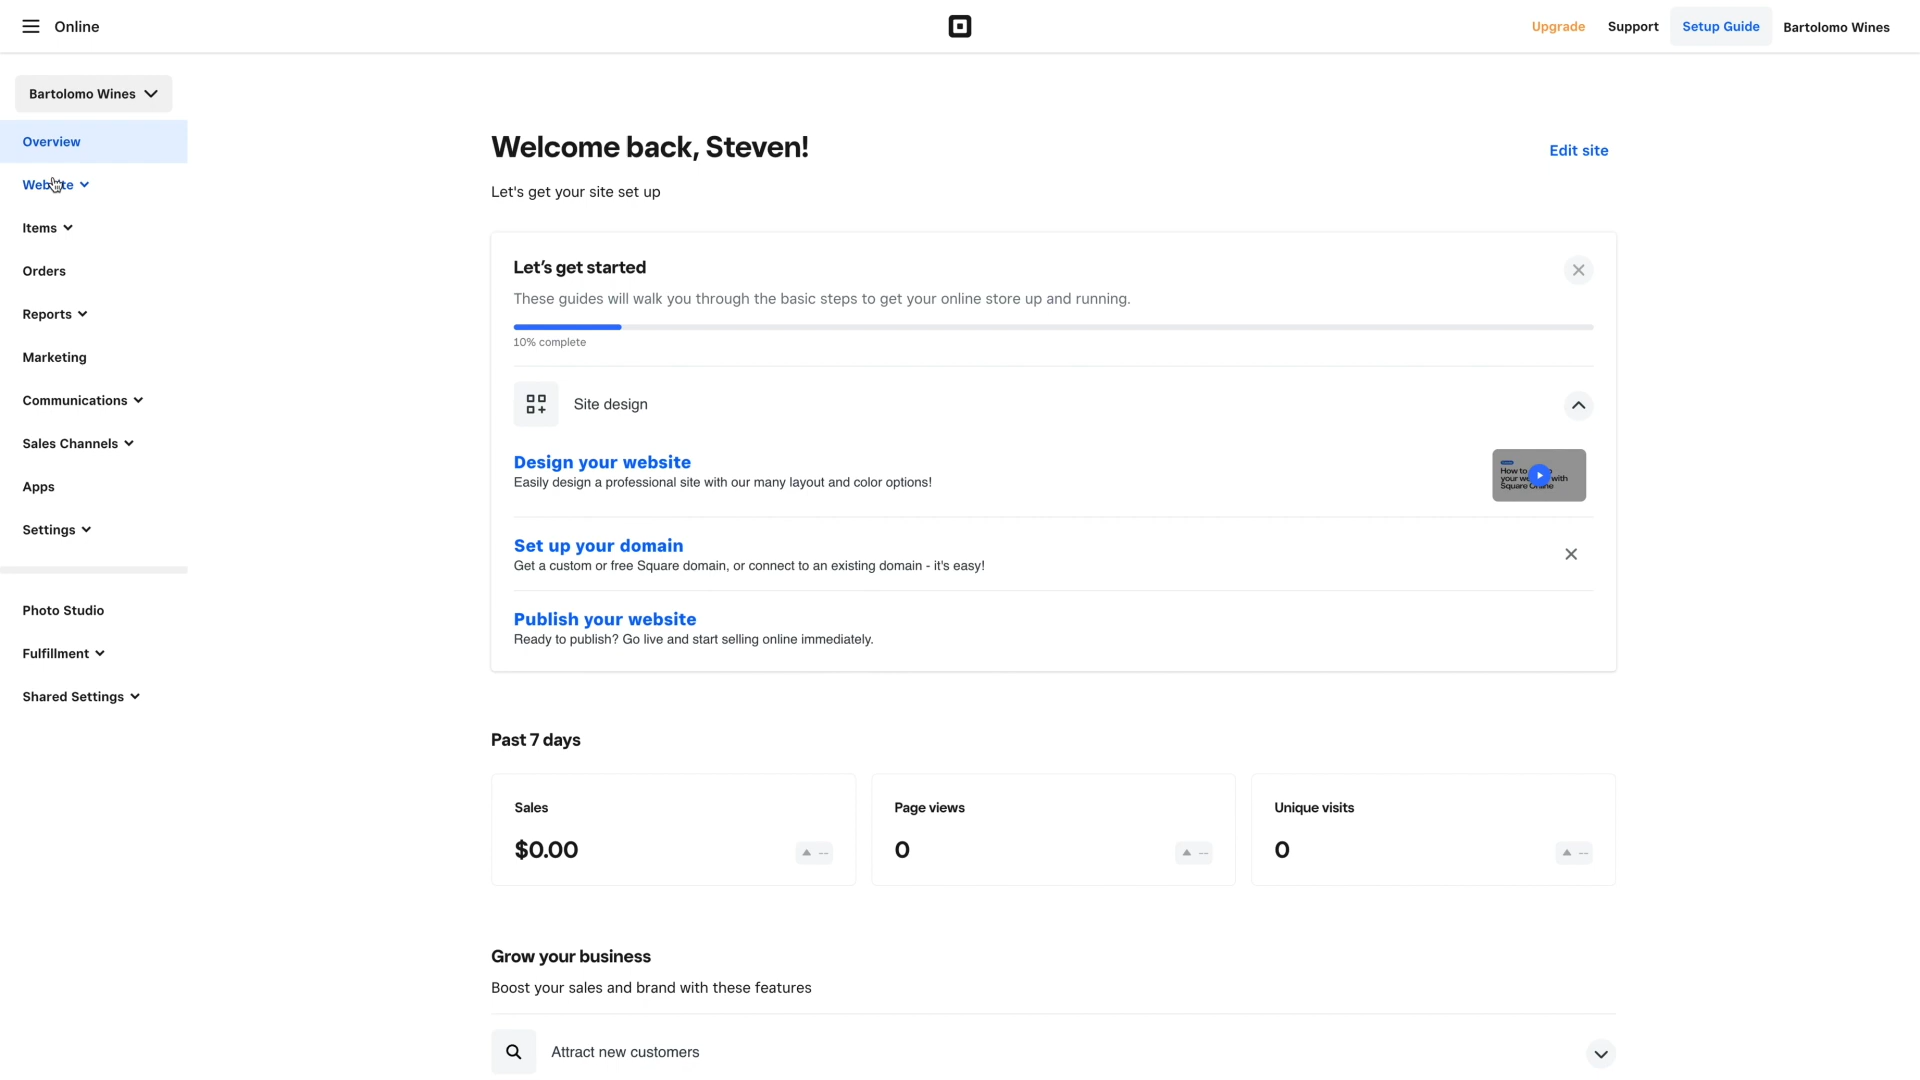 Online
Upgrade
Support
Setup Guide
Bartolomo Wines
Bartolomo Wines
Overview
Items
Orders
Reports
Marketing
Communications
Sales Channels
Apps
Settings
Photo Studio
Fulfillment
Shared Settings
Welcome back, Steven!
Edit site
Let's get your site set up
Let’s get started
These guides will walk you through the basic steps to get your online store up and running.
10% complete
Site design
Design your website
Easily design a professional site with our many layout and color options!
How to
with
Square
Set up your domain
Get a custom or free Square domain, or connect to an existing domain - it's easy!
Publish your website
Ready to publish? Go live and start selling online immediately.
Past 7 days
Sales
$0.00
--
Page views
0
--
Unique visits
0
--
Grow your business
Boost your sales and brand with these features
Attract new customers